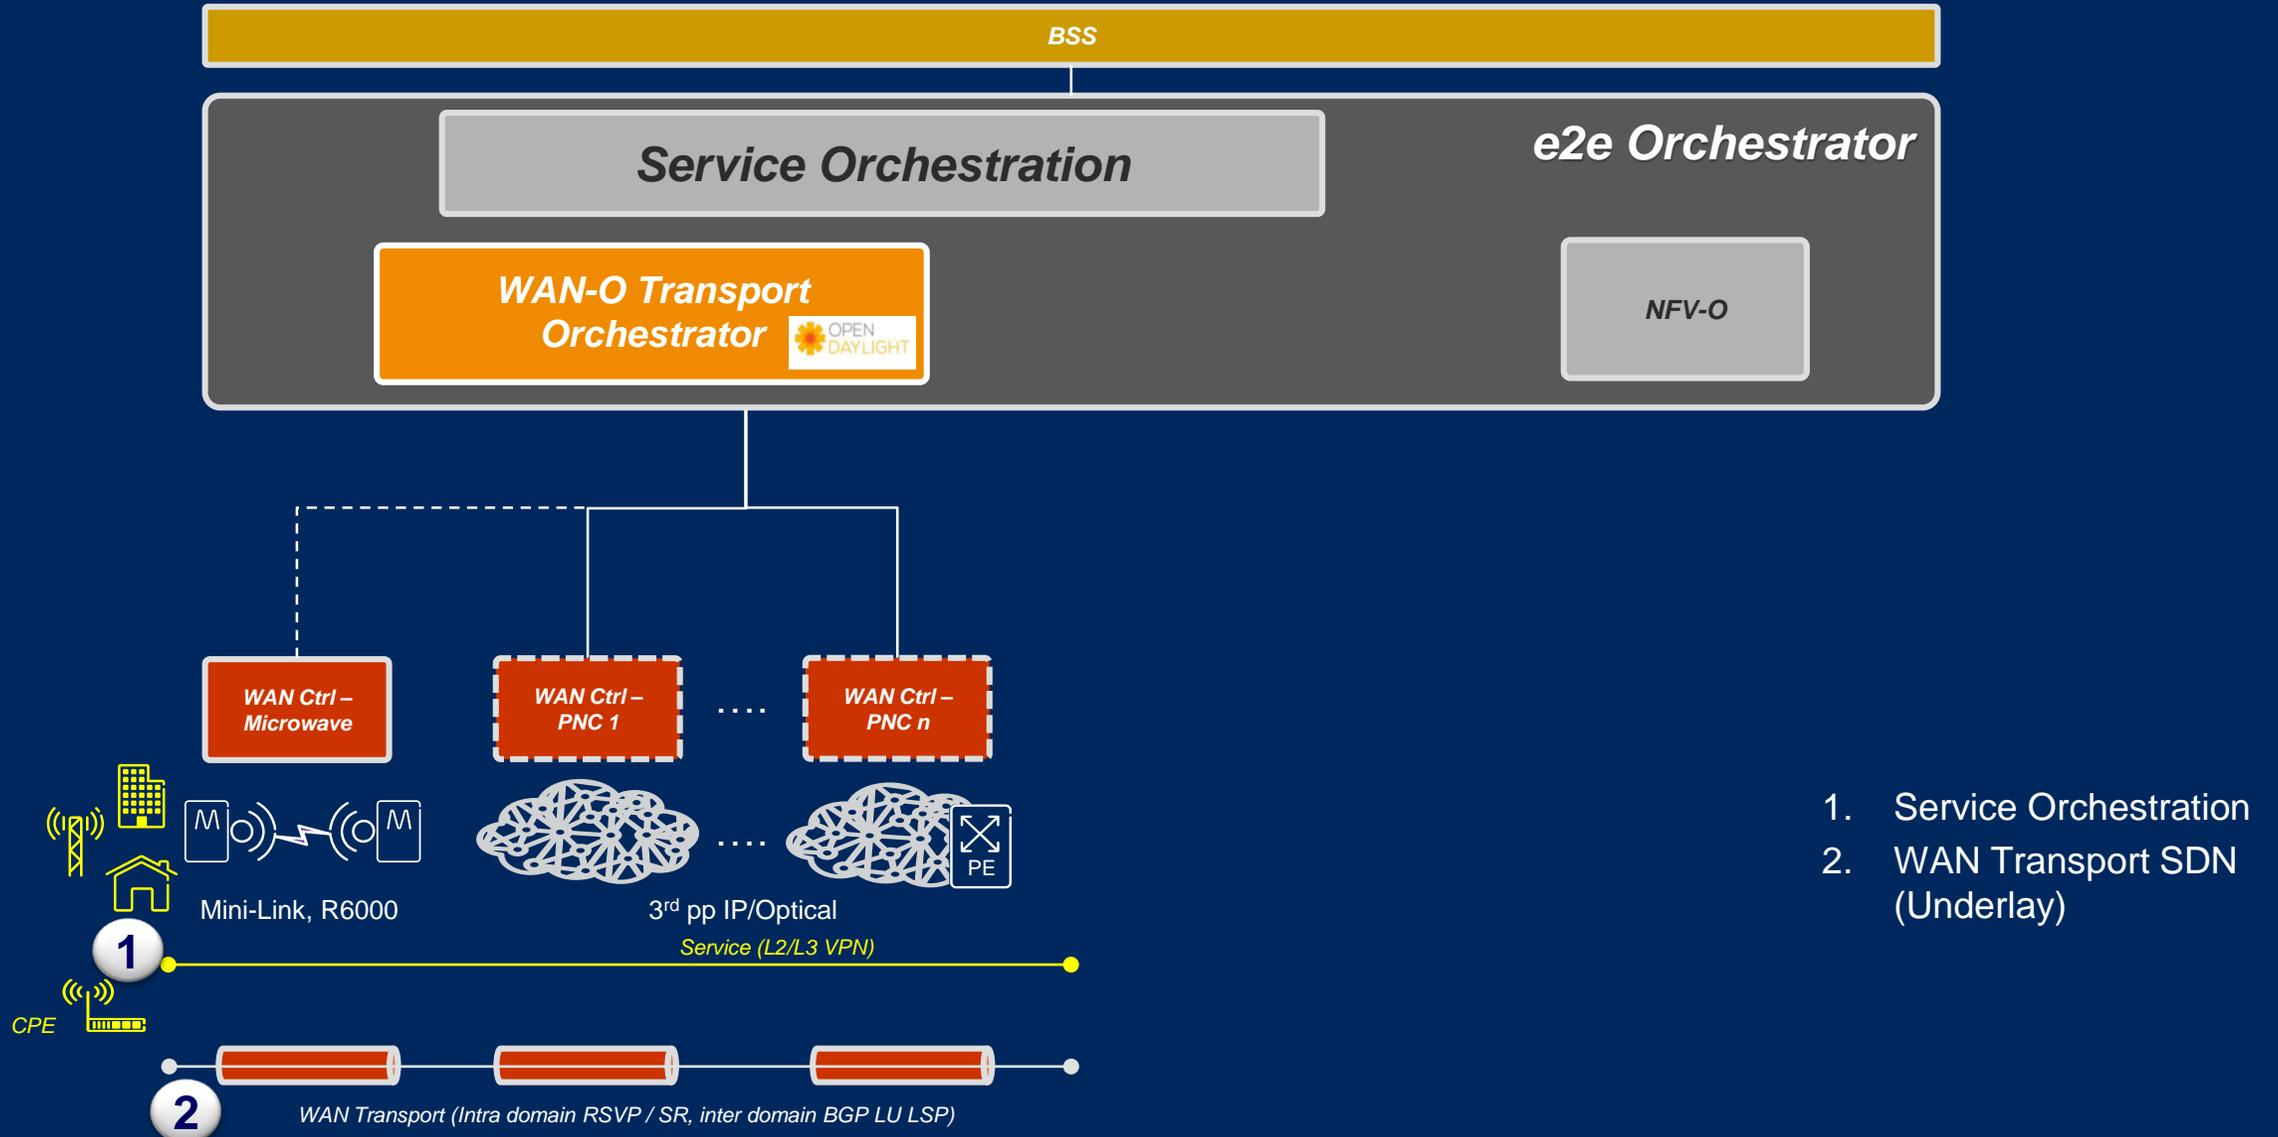 BSS
Service Orchestration
e2e Orchestrator
WAN-O Transport
Orchestrator
OPEN
DAYLIGHT
NFV-O
WAN Ctrl –
Microwave
WAN Ctrl –
PNC 1
....
WAN Ctrl –
PNC n
M
M
....
PE
Mini-Link, R6000
3rd pp IP/Optical
1
Service (L2/L3 VPN)
CPE
2
WAN Transport (Intra domain RSVP / SR, inter domain BGP LU LSP)
1. Service Orchestration
2. WAN Transport SDN
(Underlay)